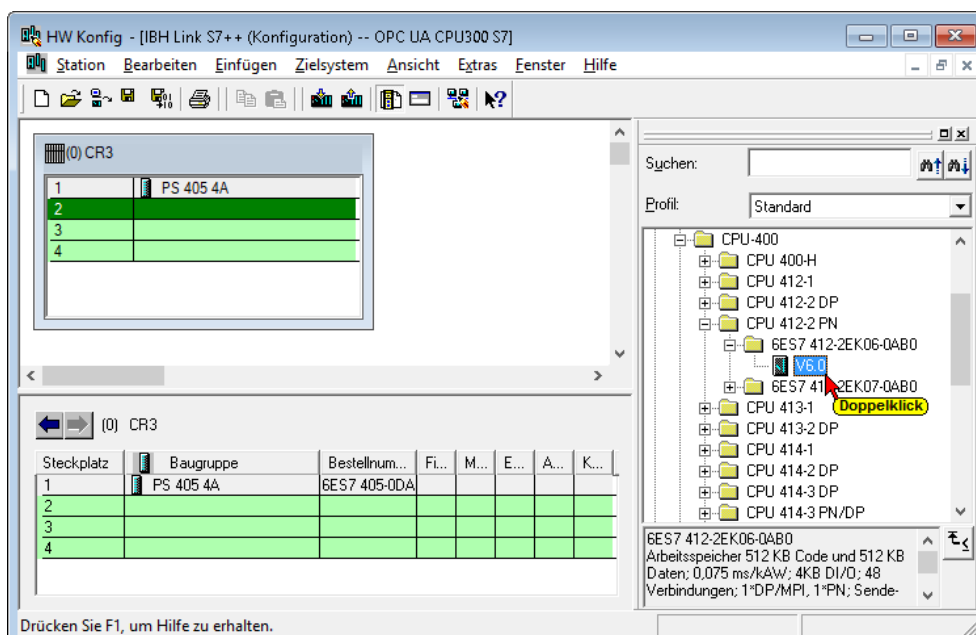 HW Konfig - [IBH Link S7++ (Konfiguration) -- OPC UA CPU300 S7]
Station Bearbeiten Einfügen Zielsystem Ansicht Extras Fenster Hilfe
(0) CR3
1 PS 405 4A
2
3
4
Suchen:
Profil: Standard
CPU-400
CPU 400-H
CPU 412-1
CPU 412-2 DP
CPU 412-2 PN
6ES7 412-2EK06-0AB0
V6.0
6ES7 41 2EK07-0AB0
Doppelklick
CPU 413-1
CPU 413-2 DP
CPU 414-1
CPU 414-2 DP
CPU 414-3 DP
CPU 414-3 PN/DP
6ES7 412-2EK06-0AB0
Arbeitsspeicher 512 KB Code und 512 KB
Daten; 0,075 ms/kAW; 4KB DI/O; 48
Verbindungen; 1*DP/MPI, 1*PN; Sende-
(0) CR3
Steckplatz Baugruppe Bestellnum... Fi... M... E... A... K...
1 PS 405 4A 6ES7 405-0DA
2
3
4
Drücken Sie F1, um Hilfe zu erhalten.